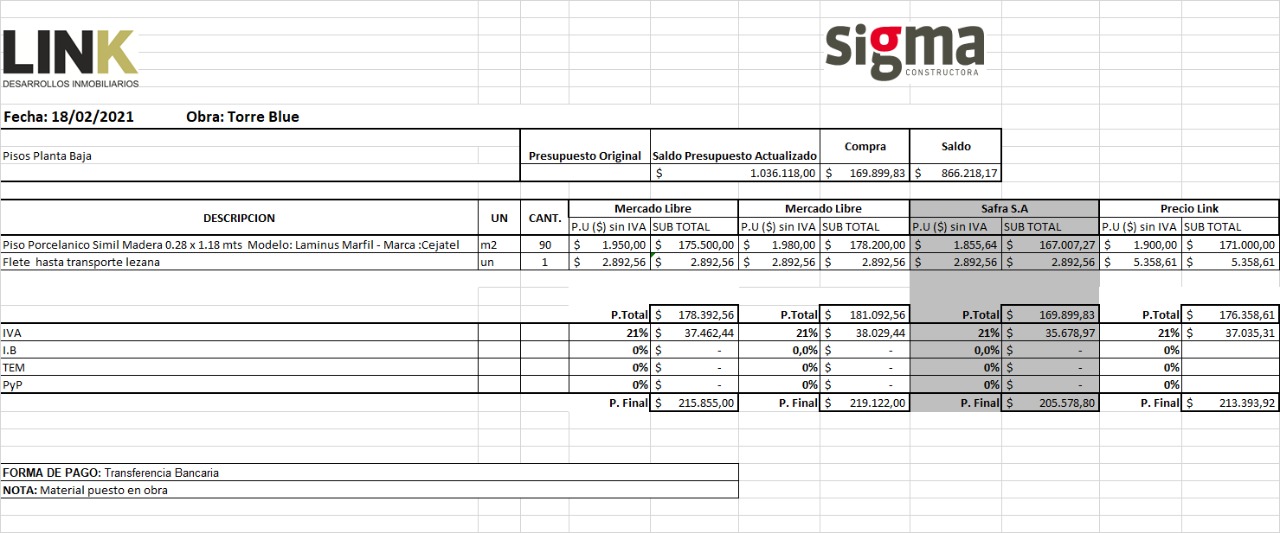 LINK
DESARROLLOS INMOBILIARIOS
sigma
CONSTRUCTORA
Fecha: 18/02/2021 Obra: Torre Blue
Pisos Planta Baja
Presupuesto Original Saldo Presupuesto Actualizado Compra Saldo
$ 1.036.118,00 $ 169.899,83 $ 866.218,17
DESCRIPCION UN CANT. Mercado Libre Mercado Libre Safra S.A Precio Link
P.U ($) sin IVA SUB TOTAL P.U ($) sin IVA SUB TOTAL P.U ($) sin IVA SUB TOTAL P.U ($) sin IVA SUB TOTAL
Piso Porcelanico Simil Madera 0.28 x 1.18 mts Modelo: Laminus Marfil - Marca :Cejatel m2 90 $ 1.950,00 $ 175.500,00 $ 1.980,00 $ 178.200,00 $ 1.855,64 $ 167.007,27 $ 1.900,00 $ 171.000,00
Flete hasta transporte lezana un 1 $ 2.892,56 $ 2.892,56 $ 2.892,56 $ 2.892,56 $ 2.892,56 $ 2.892,56 $ 5.358,61 $ 5.358,61
P.Total $ 178.392,56 P.Total $ 181.092,56 P.Total $ 169.899,83 P.Total $ 176.358,61
IVA 21% $ 37.462,44 21% $ 38.029,44 21% $ 35.678,97 21% $ 37.035,31
I.B 0% $ - 0,0% $ - 0,0% $ - 0%
TEM 0% $ - 0% $ - 0% $ - 0%
PyP 0% $ - 0% $ - 0% $ - 0%
P. Final $ 215.855,00 P. Final $ 219.122,00 P. Final $ 205.578,80 P. Final $ 213.393,92
FORMA DE PAGO: Transferencia Bancaria
NOTA: Material puesto en obra